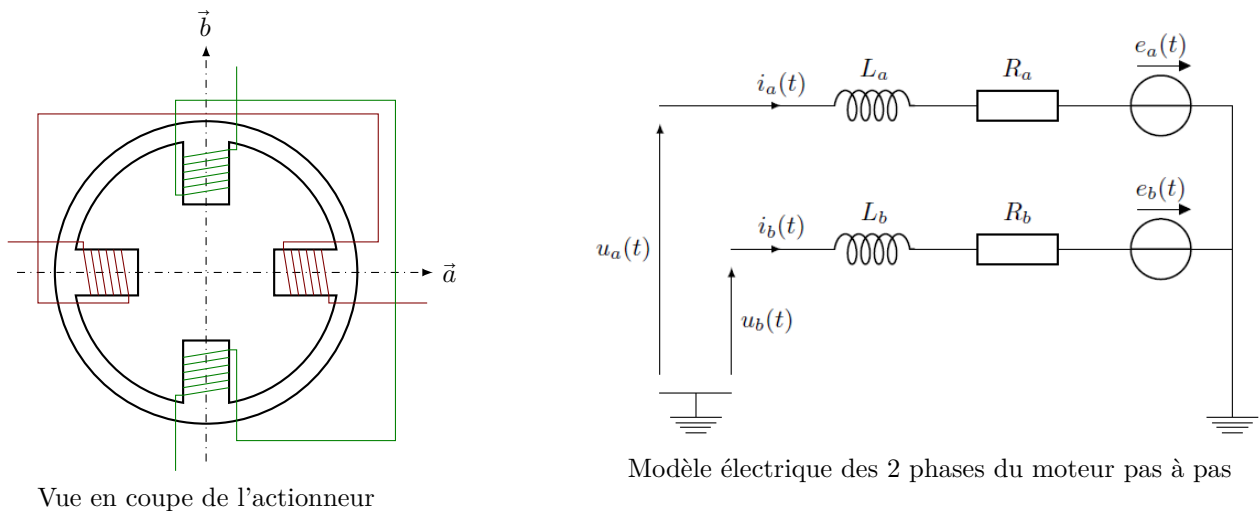 b⃗
a⃗
Vue en coupe de l'actionneur
e_a(t)
i_a(t)
L_a
R_a
e_b(t)
i_b(t)
L_b
R_b
u_a(t)
u_b(t)
Modèle électrique des 2 phases du moteur pas à pas